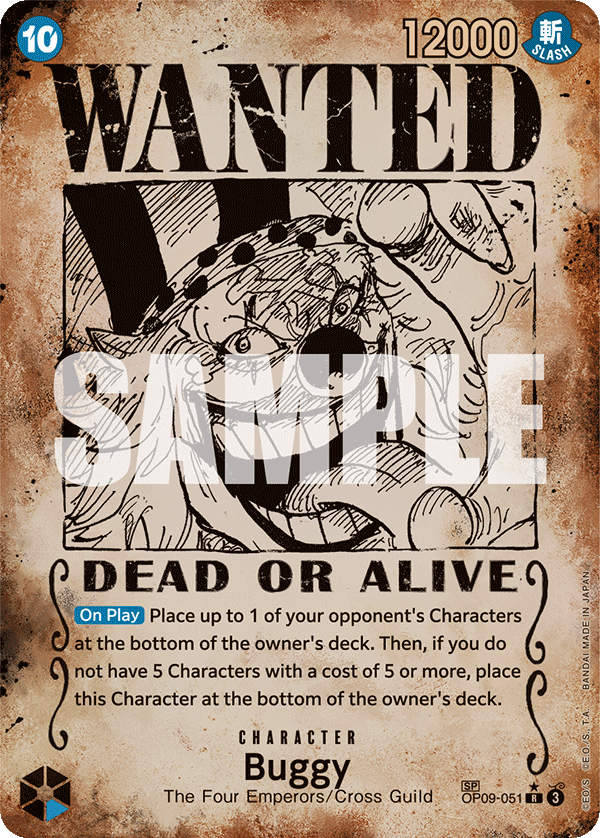 10
12000
斬
SLASH
WANTED
SAMPLE
DEAD OR ALIVE
On Play Place up to 1 of your opponent's Characters
at the bottom of the owner's deck. Then, if you do
not have 5 Characters with a cost of 5 or more, place
this Character at the bottom of the owner's deck.
CHARACTER
Buggy
The Four Emperors/Cross Guild
SP
OP09-051 R 3
©EO/S ©E.O.S.,T.A. BANDAI MADE IN JAPAN